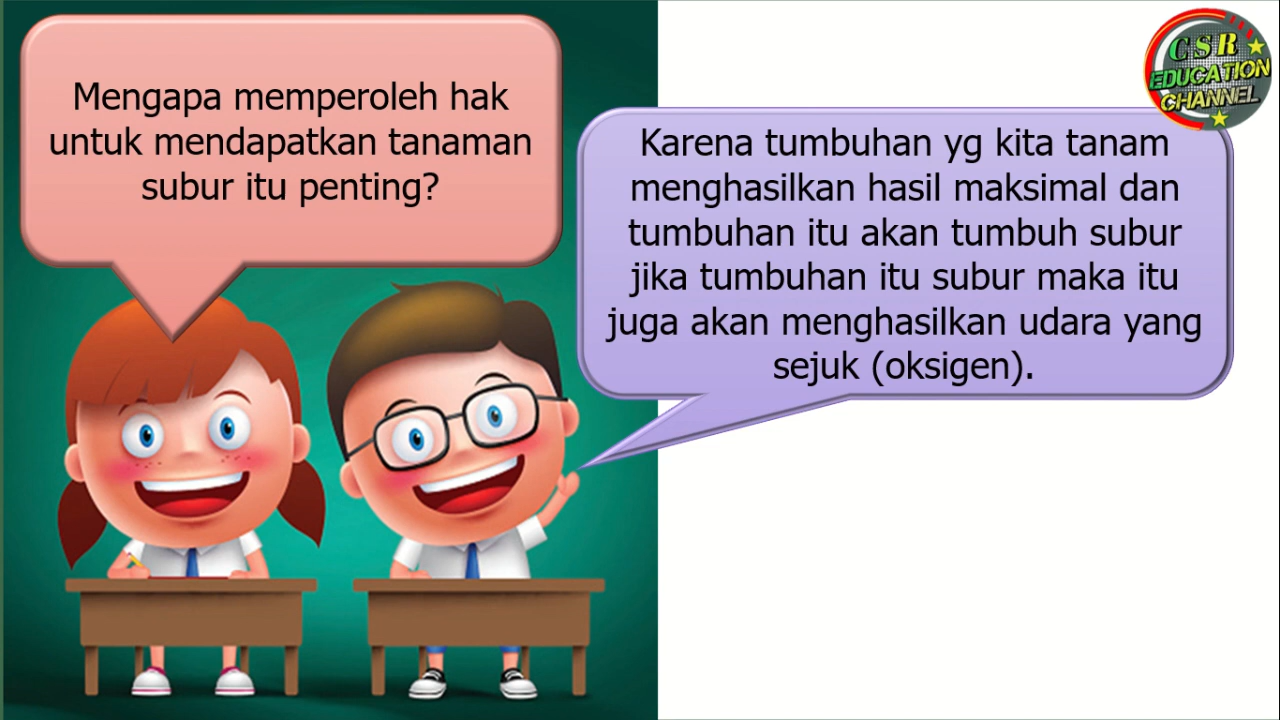 Mengapa memperoleh hak
untuk mendapatkan tanaman
subur itu penting?
Karena tumbuhan yg kita tanam
menghasilkan hasil maksimal dan
tumbuhan itu akan tumbuh subur
jika tumbuhan itu subur maka itu
juga akan menghasilkan udara yang
sejuk (oksigen).
CSR
EDUCATION
CHANNEL